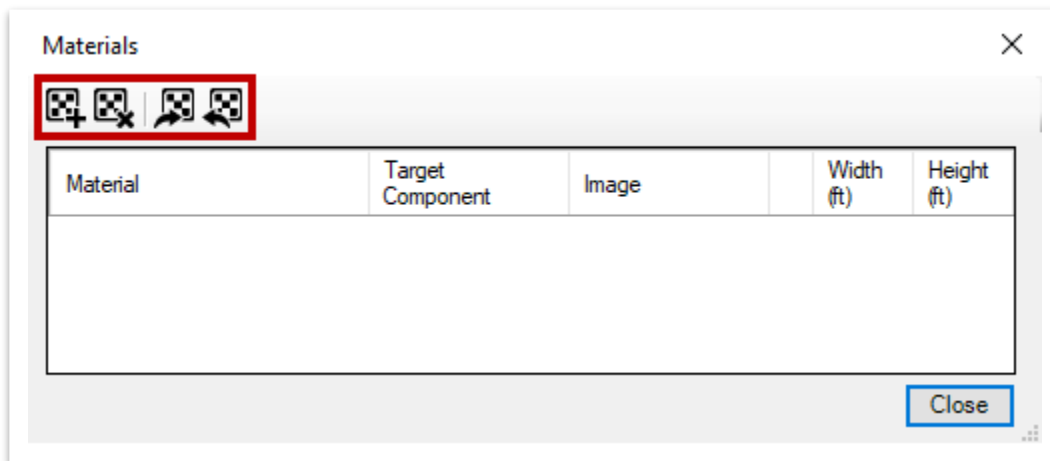 Materials
Material
Target
Component
Image
Width
(ft)
Height
(ft)
Close